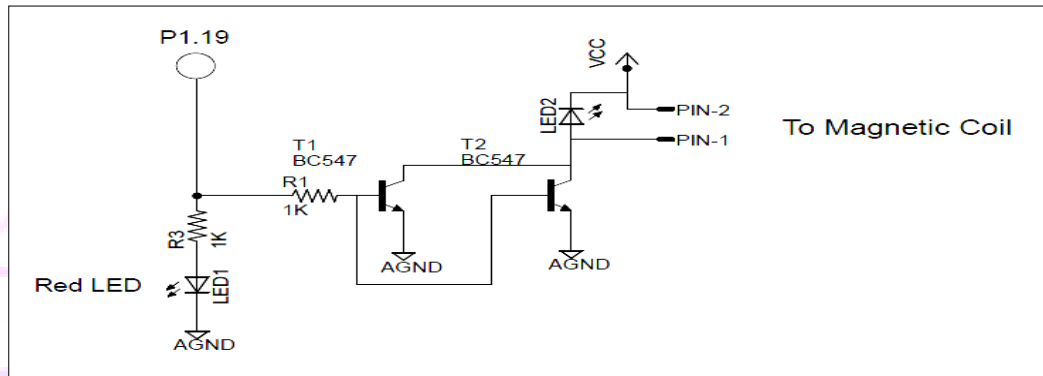 P1.19
VCC
LED2
PIN-2
PIN-1
To Magnetic Coil
T1
BC547
T2
BC547
R1
1K
R3
1K
AGND
AGND
Red LED
LED1
AGND